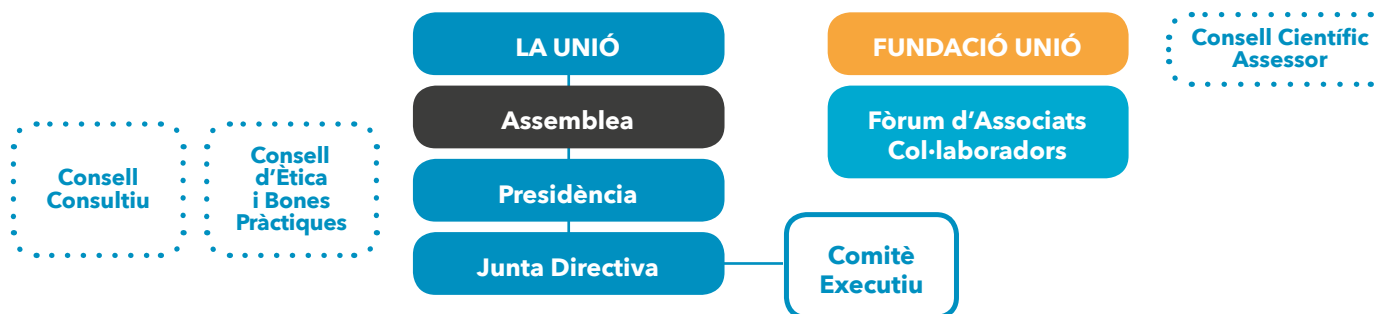 LA UNIÓ
FUNDACIÓ UNIÓ
Consell Científic
Assessor
Assemblea
Fòrum d'Associats
Col·laboradors
Consell
Consultiu
Consell
d'Ètica
i Bones
Pràctiques
Presidència
Junta Directiva
Comitè
Executiu